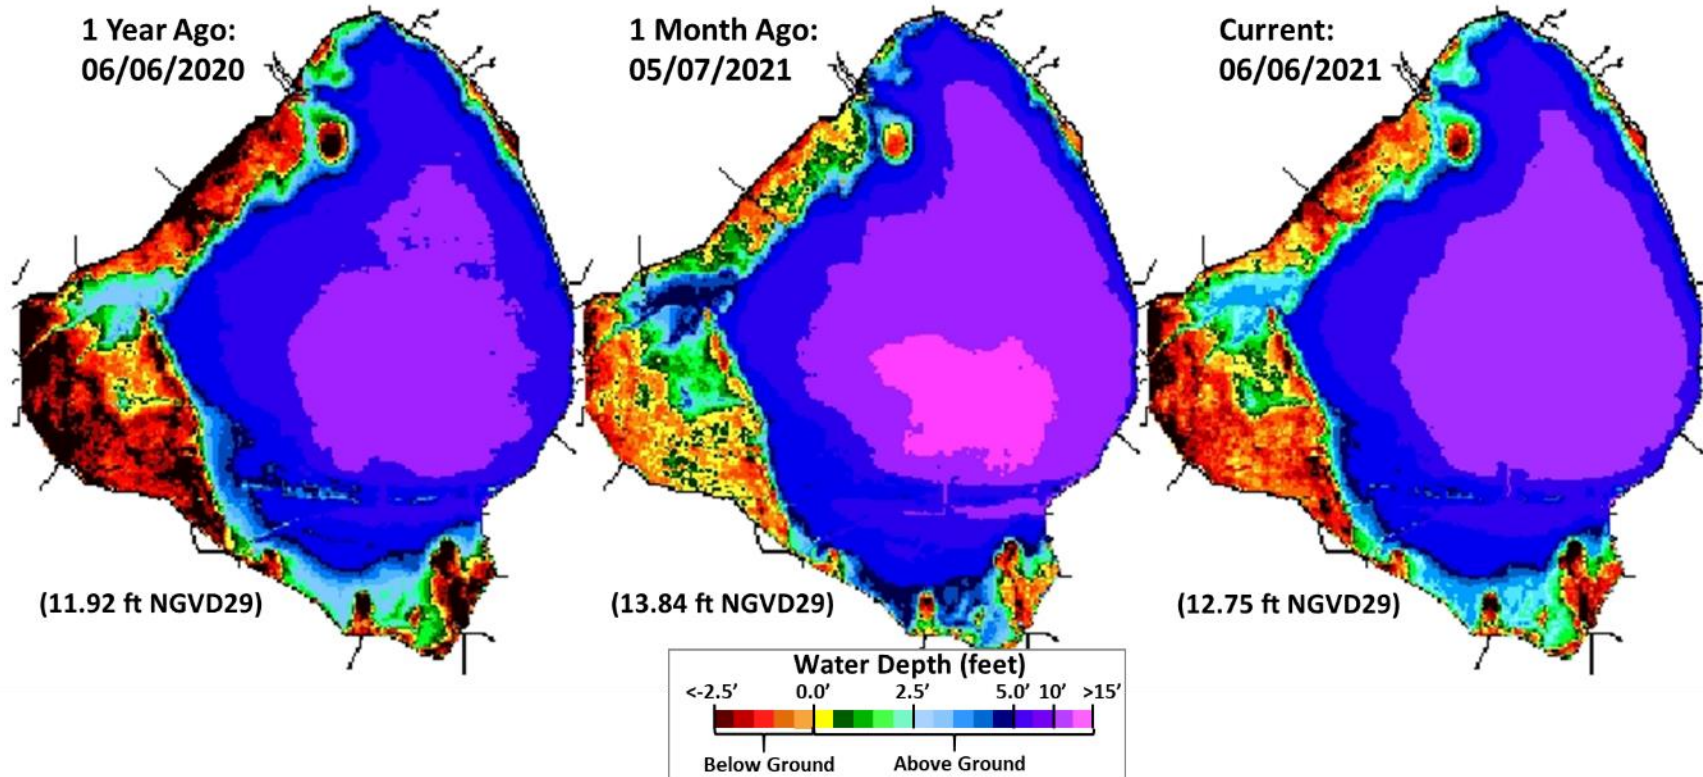 1 Year Ago:
06/06/2020
1 Month Ago:
05/07/2021
Current:
06/06/2021
(11.92 ft NGVD29)
(13.84 ft NGVD29)
(12.75 ft NGVD29)
Water Depth (feet)
<-2.5’ 0.0’ 2.5’ 5.0’ 10’ >15’
Below Ground Above Ground